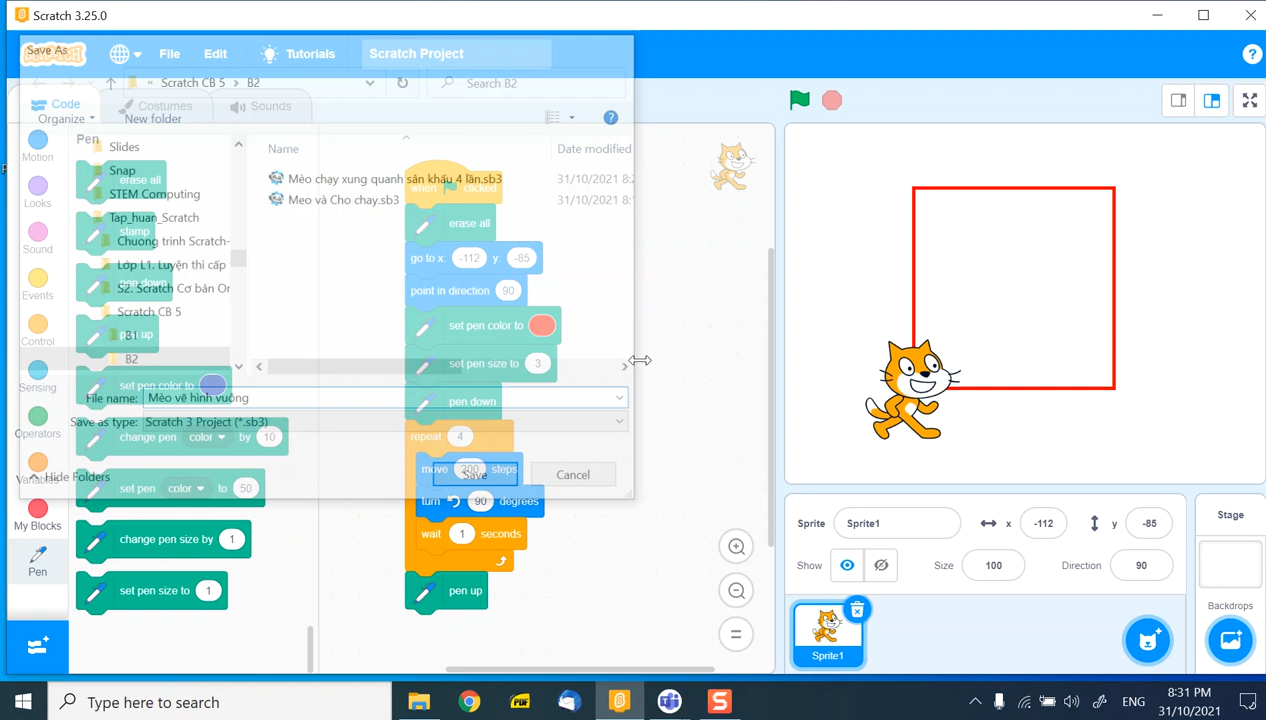 Scratch 3.25.0
Save As
SCRATCH
File
Edit
Tutorials
Scratch Project
« Scratch CB 5 > B2
Search B2
Code
Costumes
Sounds
Organize
New folder
Name
Date modified
Slides
Snap
STEM Computing
Tap_huan_Scratch
Chuong trinh Scratch-
Lớp L1. Luyện thi cấp
S2. Scratch Cơ bản On
Scratch CB 5
B1
B2
Mèo chạy xung quanh sân khấu 4 lần.sb3
31/10/2021 8:2
Meo và Cho chay.sb3
31/10/2021 8:1
File name:
Mèo vẽ hình vuông
Save as type:
Scratch 3 Project (*.sb3)
Hide Folders
Save
Cancel
Motion
Looks
Sound
Events
Control
Sensing
Operators
Variables
My Blocks
Pen
Pen
erase all
stamp
pen down
pen up
set pen color to
change pen color by 10
set pen color to 50
change pen size by 1
set pen size to 1
when clicked
erase all
go to x: -112 y: -85
point in direction 90
set pen color to
set pen size to 3
pen down
repeat 4
move 200 steps
turn 90 degrees
wait 1 seconds
pen up
Sprite
Sprite1
x
-112
y
-85
Show
Size
100
Direction
90
Sprite1
Stage
Backdrops
Type here to search
PDF
ENG
8:31 PM
31/10/2021